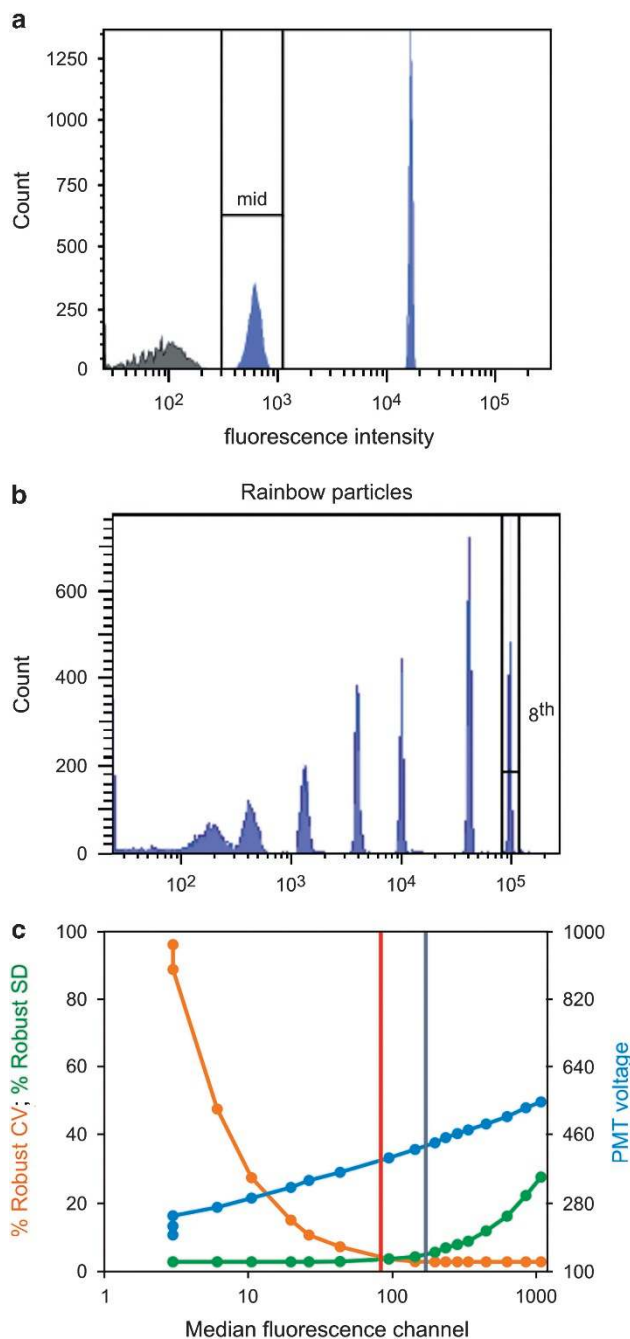 a
1250
1000
750
500
250
0
Count
mid
10²
10³
10⁴
10⁵
fluorescence intensity
b
Rainbow particles
600
400
200
0
Count
8th
10²
10³
10⁴
10⁵
c
100
80
60
40
20
0
% Robust CV; % Robust SD
1000
820
640
460
280
100
PMT voltage
1
10
100
1000
Median fluorescence channel